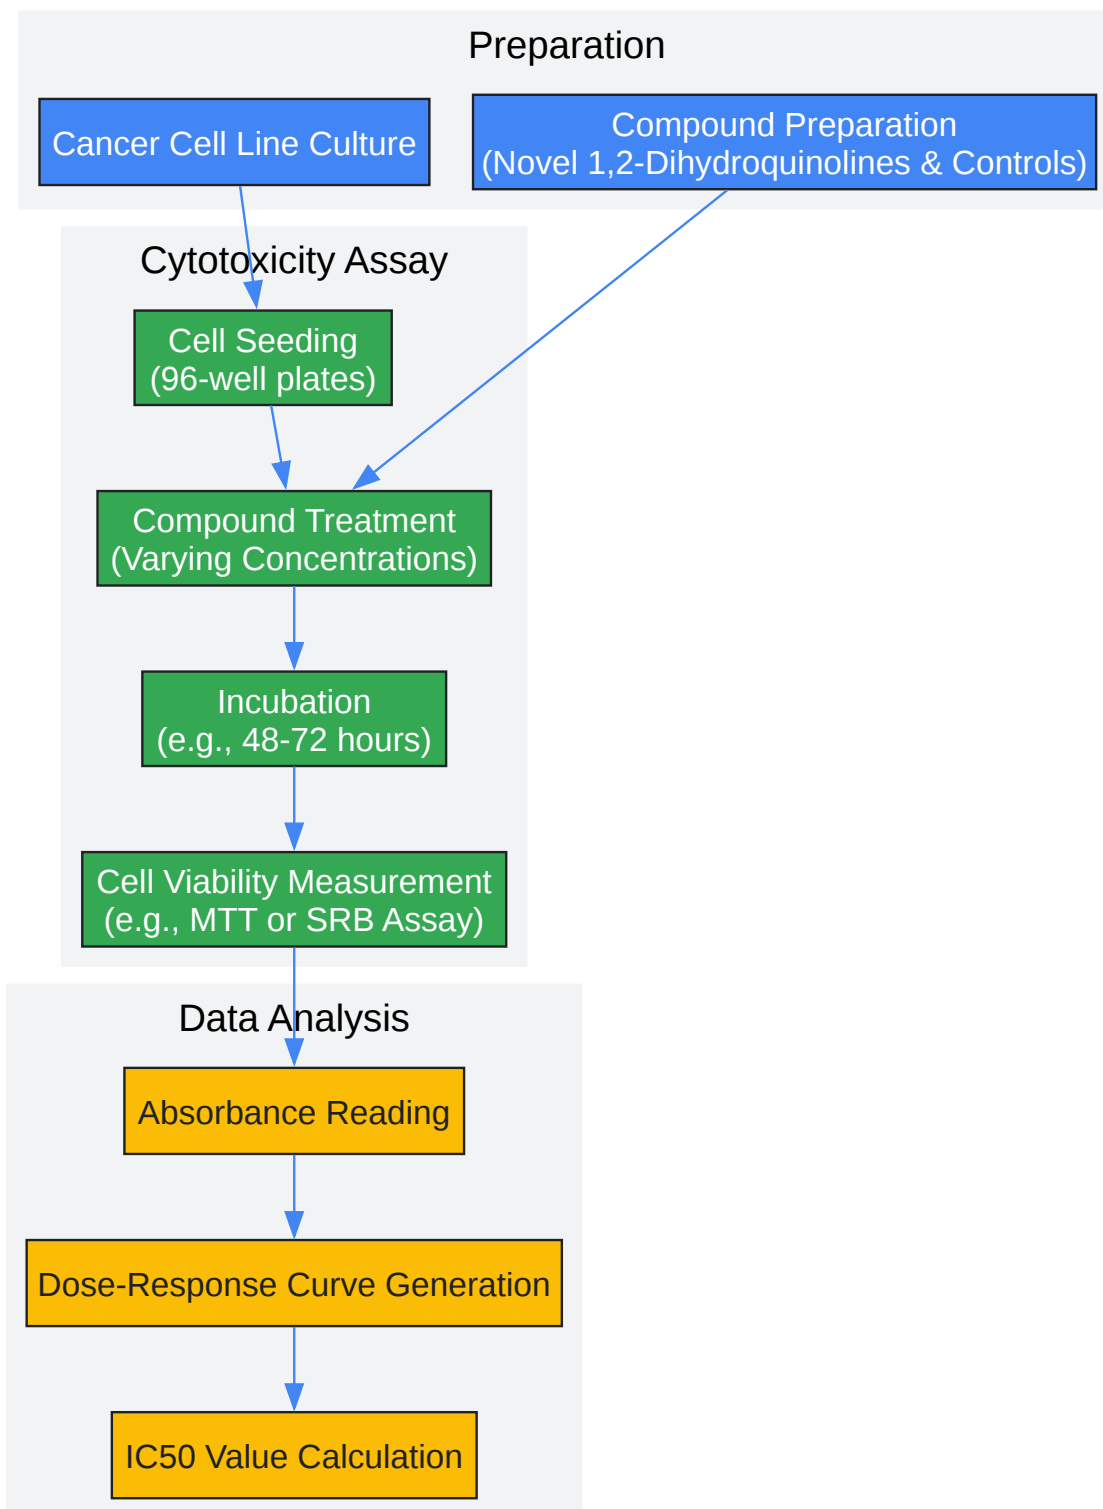 Preparation
Cancer Cell Line Culture
Compound Preparation
(Novel 1,2-Dihydroquinolines & Controls)
Cytotoxicity Assay
Cell Seeding
(96-well plates)
Compound Treatment
(Varying Concentrations)
Incubation
(e.g., 48-72 hours)
Cell Viability Measurement
(e.g., MTT or SRB Assay)
Data Analysis
Absorbance Reading
Dose-Response Curve Generation
IC50 Value Calculation